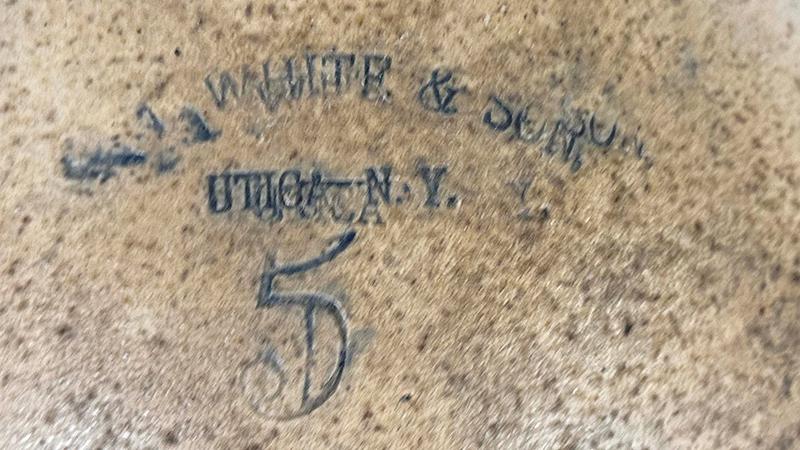 WHITE & SON
UTICA N.Y.
5